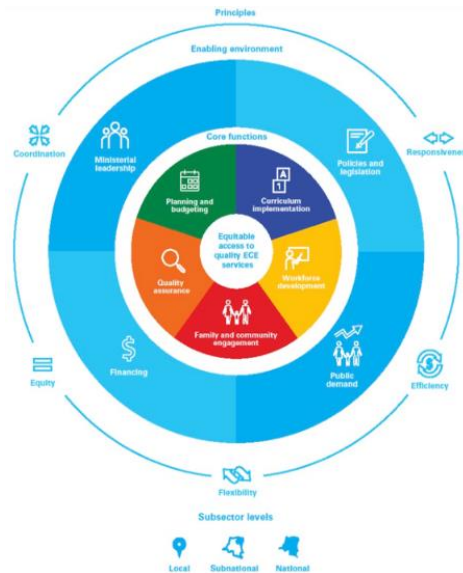 Principles
Enabling environment
Coordination
Ministerial
leadership
Policies and
legislation
Responsiveness
Core functions
Planning and
budgeting
Curriculum
implementation
A
1
Equitable
access to
quality ECE
services
Quality
assurance
Workforce
development
Family and community
engagement
$
Financing
Public
demand
Equity
$
Efficiency
Flexibility
Subsector levels
Local
Subnational
National